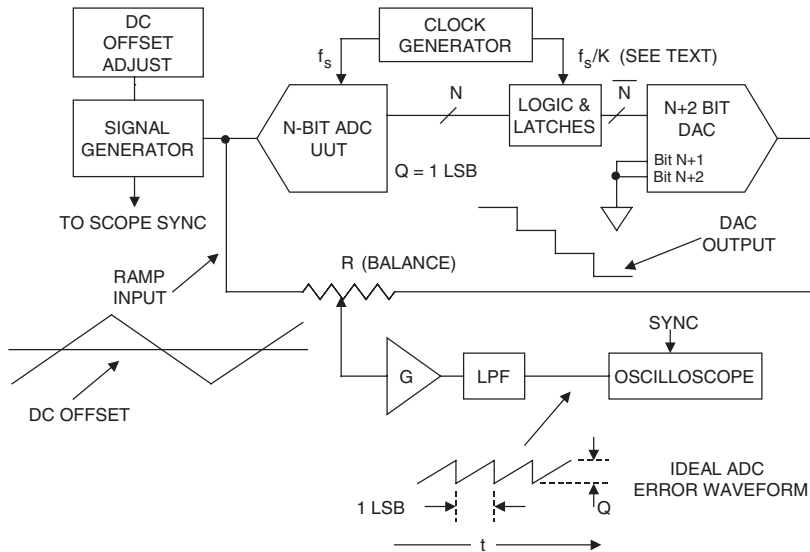 DC
OFFSET
ADJUST
SIGNAL
GENERATOR
TO SCOPE SYNC
CLOCK
GENERATOR
fs
fs/K (SEE TEXT)
N-BIT ADC
UUT
Q = 1 LSB
N
LOGIC &
LATCHES
N̅
N+2 BIT
DAC
Bit N+1
Bit N+2
DAC
OUTPUT
RAMP
INPUT
R (BALANCE)
DC OFFSET
G
LPF
SYNC
OSCILLOSCOPE
1 LSB
Q
IDEAL ADC
ERROR WAVEFORM
t